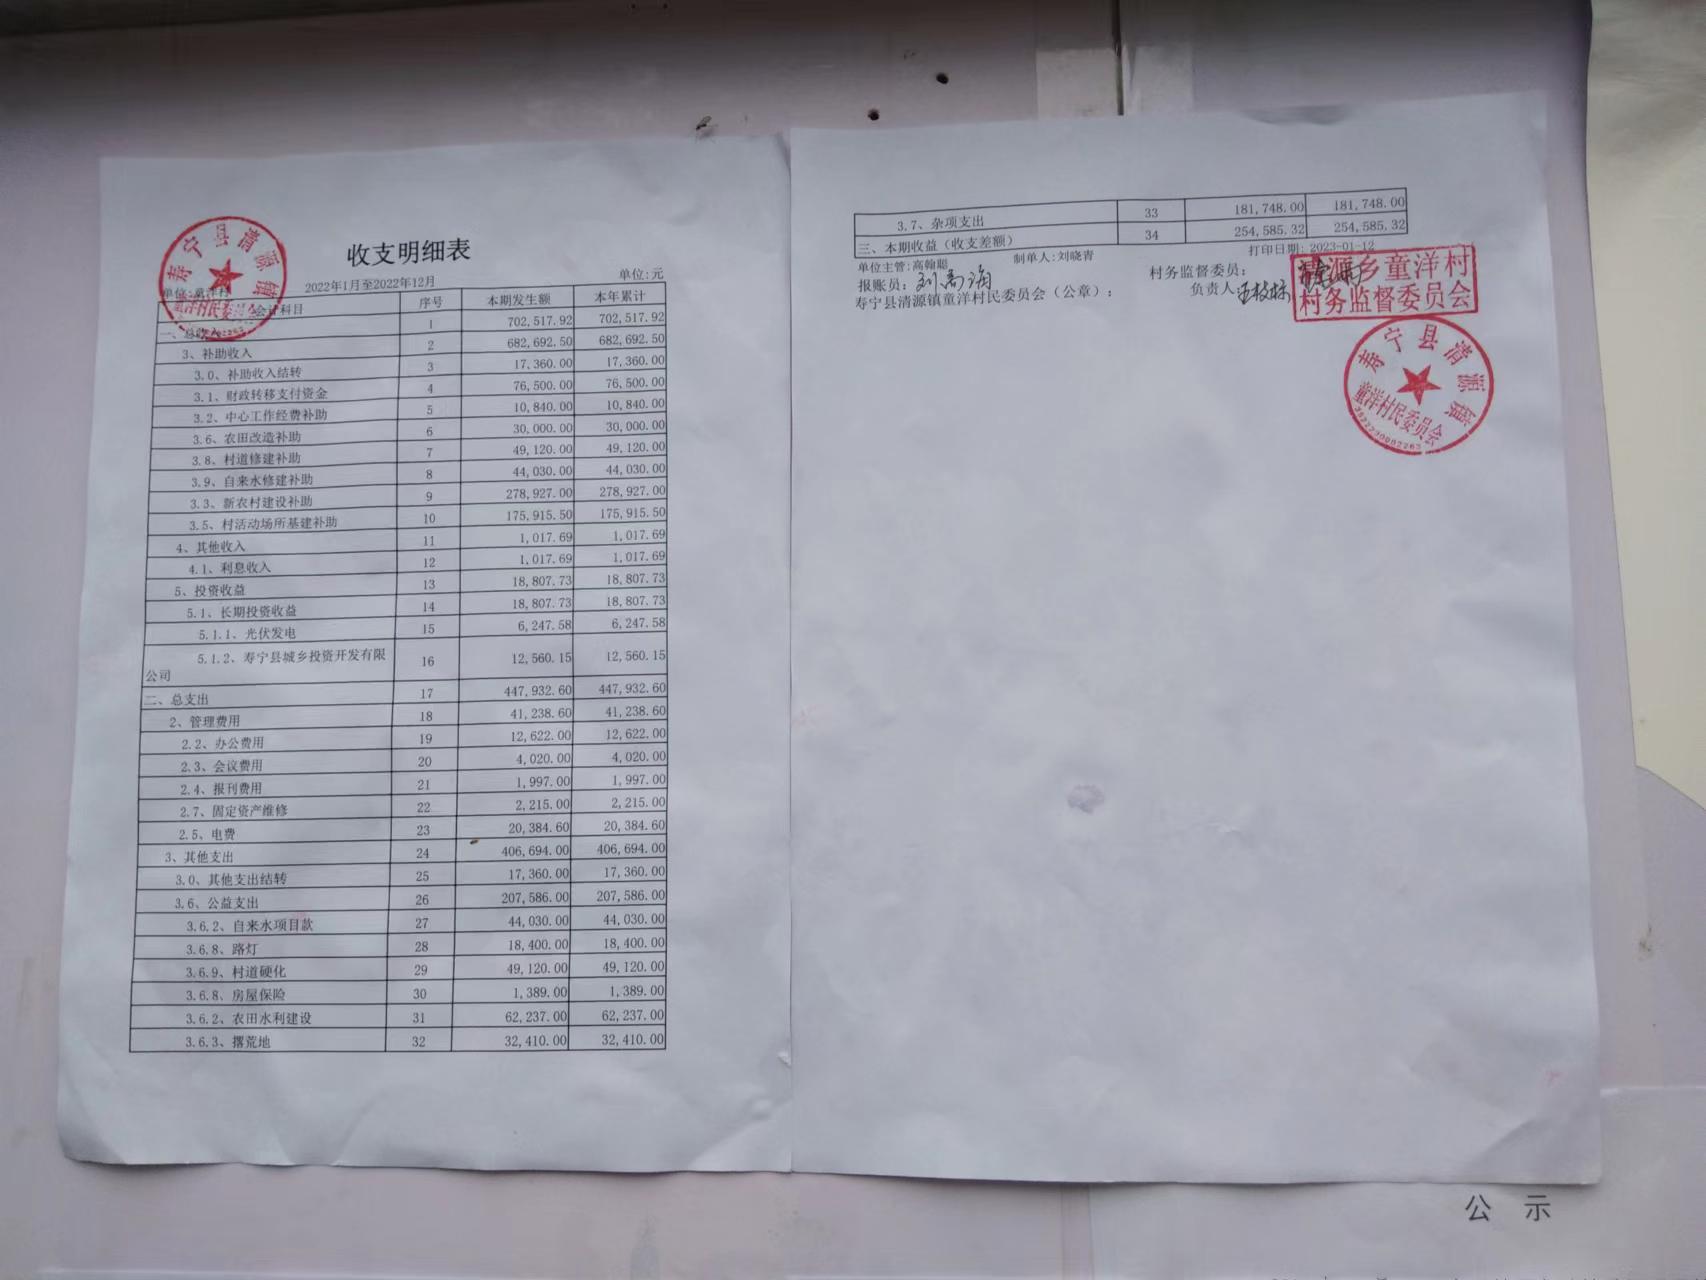 收支明细表
2022年1月至2022年12月
单位:童洋村 单位:元
会计科目 序号 本期发生额 本年累计
一、总收入 1 702,517.92 702,517.92
3、补助收入 2 682,692.50 682,692.50
3.0、补助收入结转 3 17,360.00 17,360.00
3.1、财政转移支付资金 4 76,500.00 76,500.00
3.2、中心工作经费补助 5 10,840.00 10,840.00
3.6、农田改造补助 6 30,000.00 30,000.00
3.8、村道修建补助 7 49,120.00 49,120.00
3.9、自来水修建补助 8 44,030.00 44,030.00
3.3、新农村建设补助 9 278,927.00 278,927.00
3.5、村活动场所基建补助 10 175,915.50 175,915.50
4、其他收入 11 1,017.69 1,017.69
4.1、利息收入 12 1,017.69 1,017.69
5、投资收益 13 18,807.73 18,807.73
5.1、长期投资收益 14 18,807.73 18,807.73
5.1.1、光伏发电 15 6,247.58 6,247.58
5.1.2、寿宁县城乡投资开发有限
公司 16 12,560.15 12,560.15
二、总支出 17 447,932.60 447,932.60
2、管理费用 18 41,238.60 41,238.60
2.2、办公费用 19 12,622.00 12,622.00
2.3、会议费用 20 4,020.00 4,020.00
2.4、报刊费用 21 1,997.00 1,997.00
2.7、固定资产维修 22 2,215.00 2,215.00
2.5、电费 23 20,384.60 20,384.60
3、其他支出 24 406,694.00 406,694.00
3.0、其他支出结转 25 17,360.00 17,360.00
3.6、公益支出 26 207,586.00 207,586.00
3.6.2、自来水项目款 27 44,030.00 44,030.00
3.6.8、路灯 28 18,400.00 18,400.00
3.6.9、村道硬化 29 49,120.00 49,120.00
3.6.8、房屋保险 30 1,389.00 1,389.00
3.6.2、农田水利建设 31 62,237.00 62,237.00
3.6.3、撂荒地 32 32,410.00 32,410.00
寿宁县清源镇
童洋村民委员会
3.7、杂项支出 33 181,748.00 181,748.00
三、本期收益（收支差额） 34 254,585.32 254,585.32
单位主管:高翰聪 制单人:刘晓青 打印日期: 2023-01-12
报账员: 村务监督委员:
负责人
寿宁县清源镇童洋村民委员会（公章）:
清源乡童洋村
村务监督委员会
寿宁县清源镇
童洋村民委员会
公 示